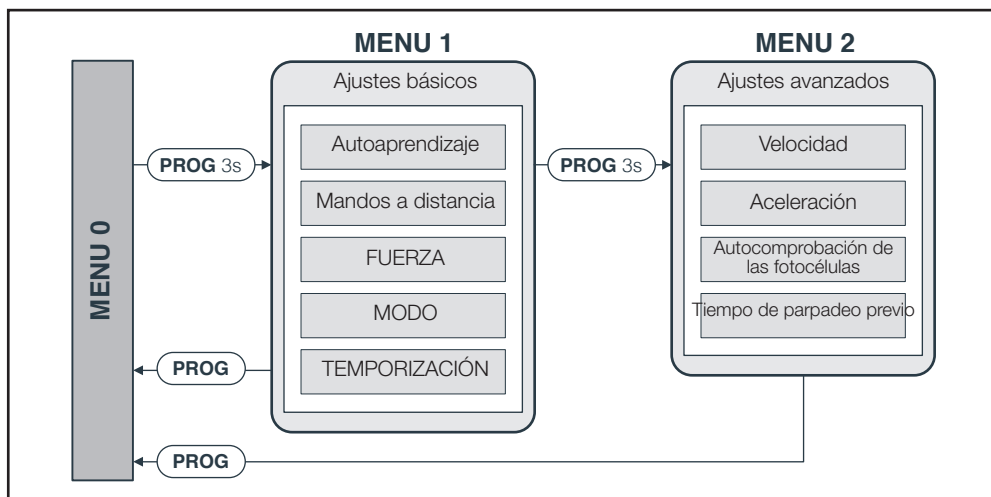 MENU 0
MENU 1
Ajustes básicos
PROG 3s
Autoaprendizaje
Mandos a distancia
FUERZA
MODO
TEMPORIZACIÓN
PROG
PROG 3s
MENU 2
Ajustes avanzados
Velocidad
Aceleración
Autocomprobación de
las fotocélulas
Tiempo de parpadeo previo
PROG